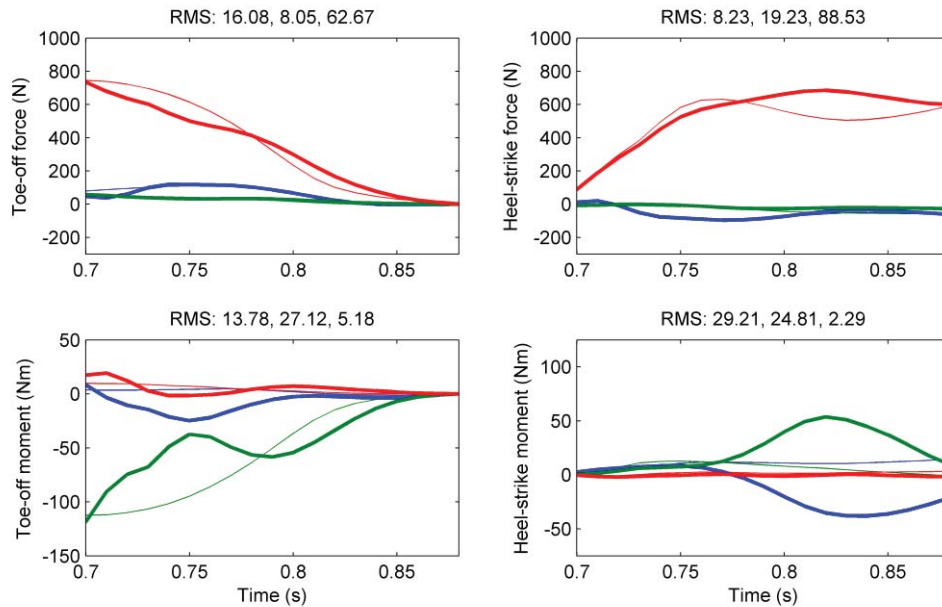 RMS: 16.08, 8.05, 62.67
1000
800
600
400
200
0
-200
Toe-off force (N)
0.7 0.75 0.8 0.85
RMS: 8.23, 19.23, 88.53
1000
800
600
400
200
0
-200
Heel-strike force (N)
0.7 0.75 0.8 0.85
RMS: 13.78, 27.12, 5.18
50
0
-50
-100
-150
Toe-off moment (Nm)
0.7 0.75 0.8 0.85
Time (s)
RMS: 29.21, 24.81, 2.29
100
50
0
-50
Heel-strike moment (Nm)
0.7 0.75 0.8 0.85
Time (s)